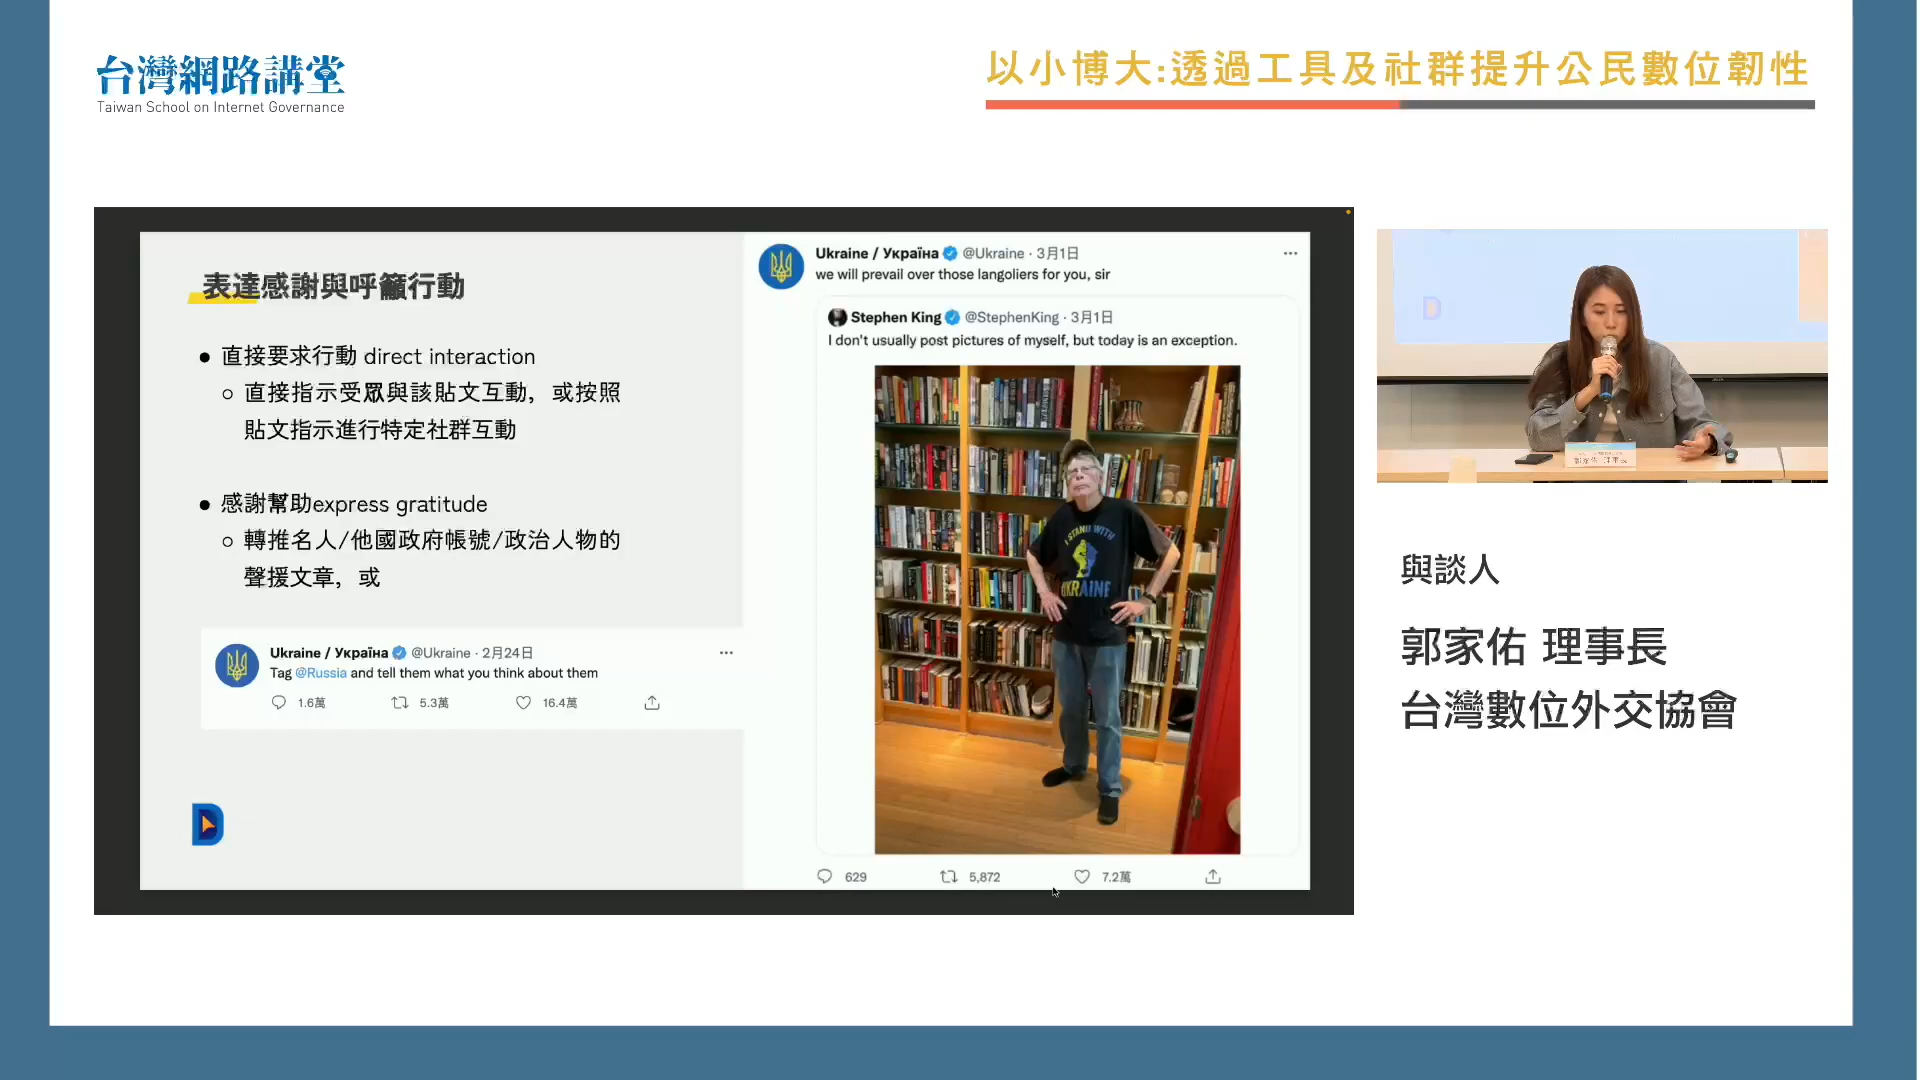 台灣網路講堂
Taiwan School on Internet Governance
以小博大:透過工具及社群提升公民數位韌性
表達感謝與呼籲行動
● 直接要求行動 direct interaction
○ 直接指示受眾與該貼文互動，或按照
貼文指示進行特定社群互動
● 感謝幫助express gratitude
○ 轉推名人/他國政府帳號/政治人物的
聲援文章，或
Ukraine / Україна @Ukraine · 2月24日
Tag @Russia and tell them what you think about them
1.6萬 5.3萬 16.4萬
Ukraine / Україна @Ukraine · 3月1日
we will prevail over those langoliers for you, sir
Stephen King @StephenKing · 3月1日
I don't usually post pictures of myself, but today is an exception.
I STAND WITH
UKRAINE
629 5,872 7.2萬
郭家佑 理事長
與談人
郭家佑 理事長
台灣數位外交協會